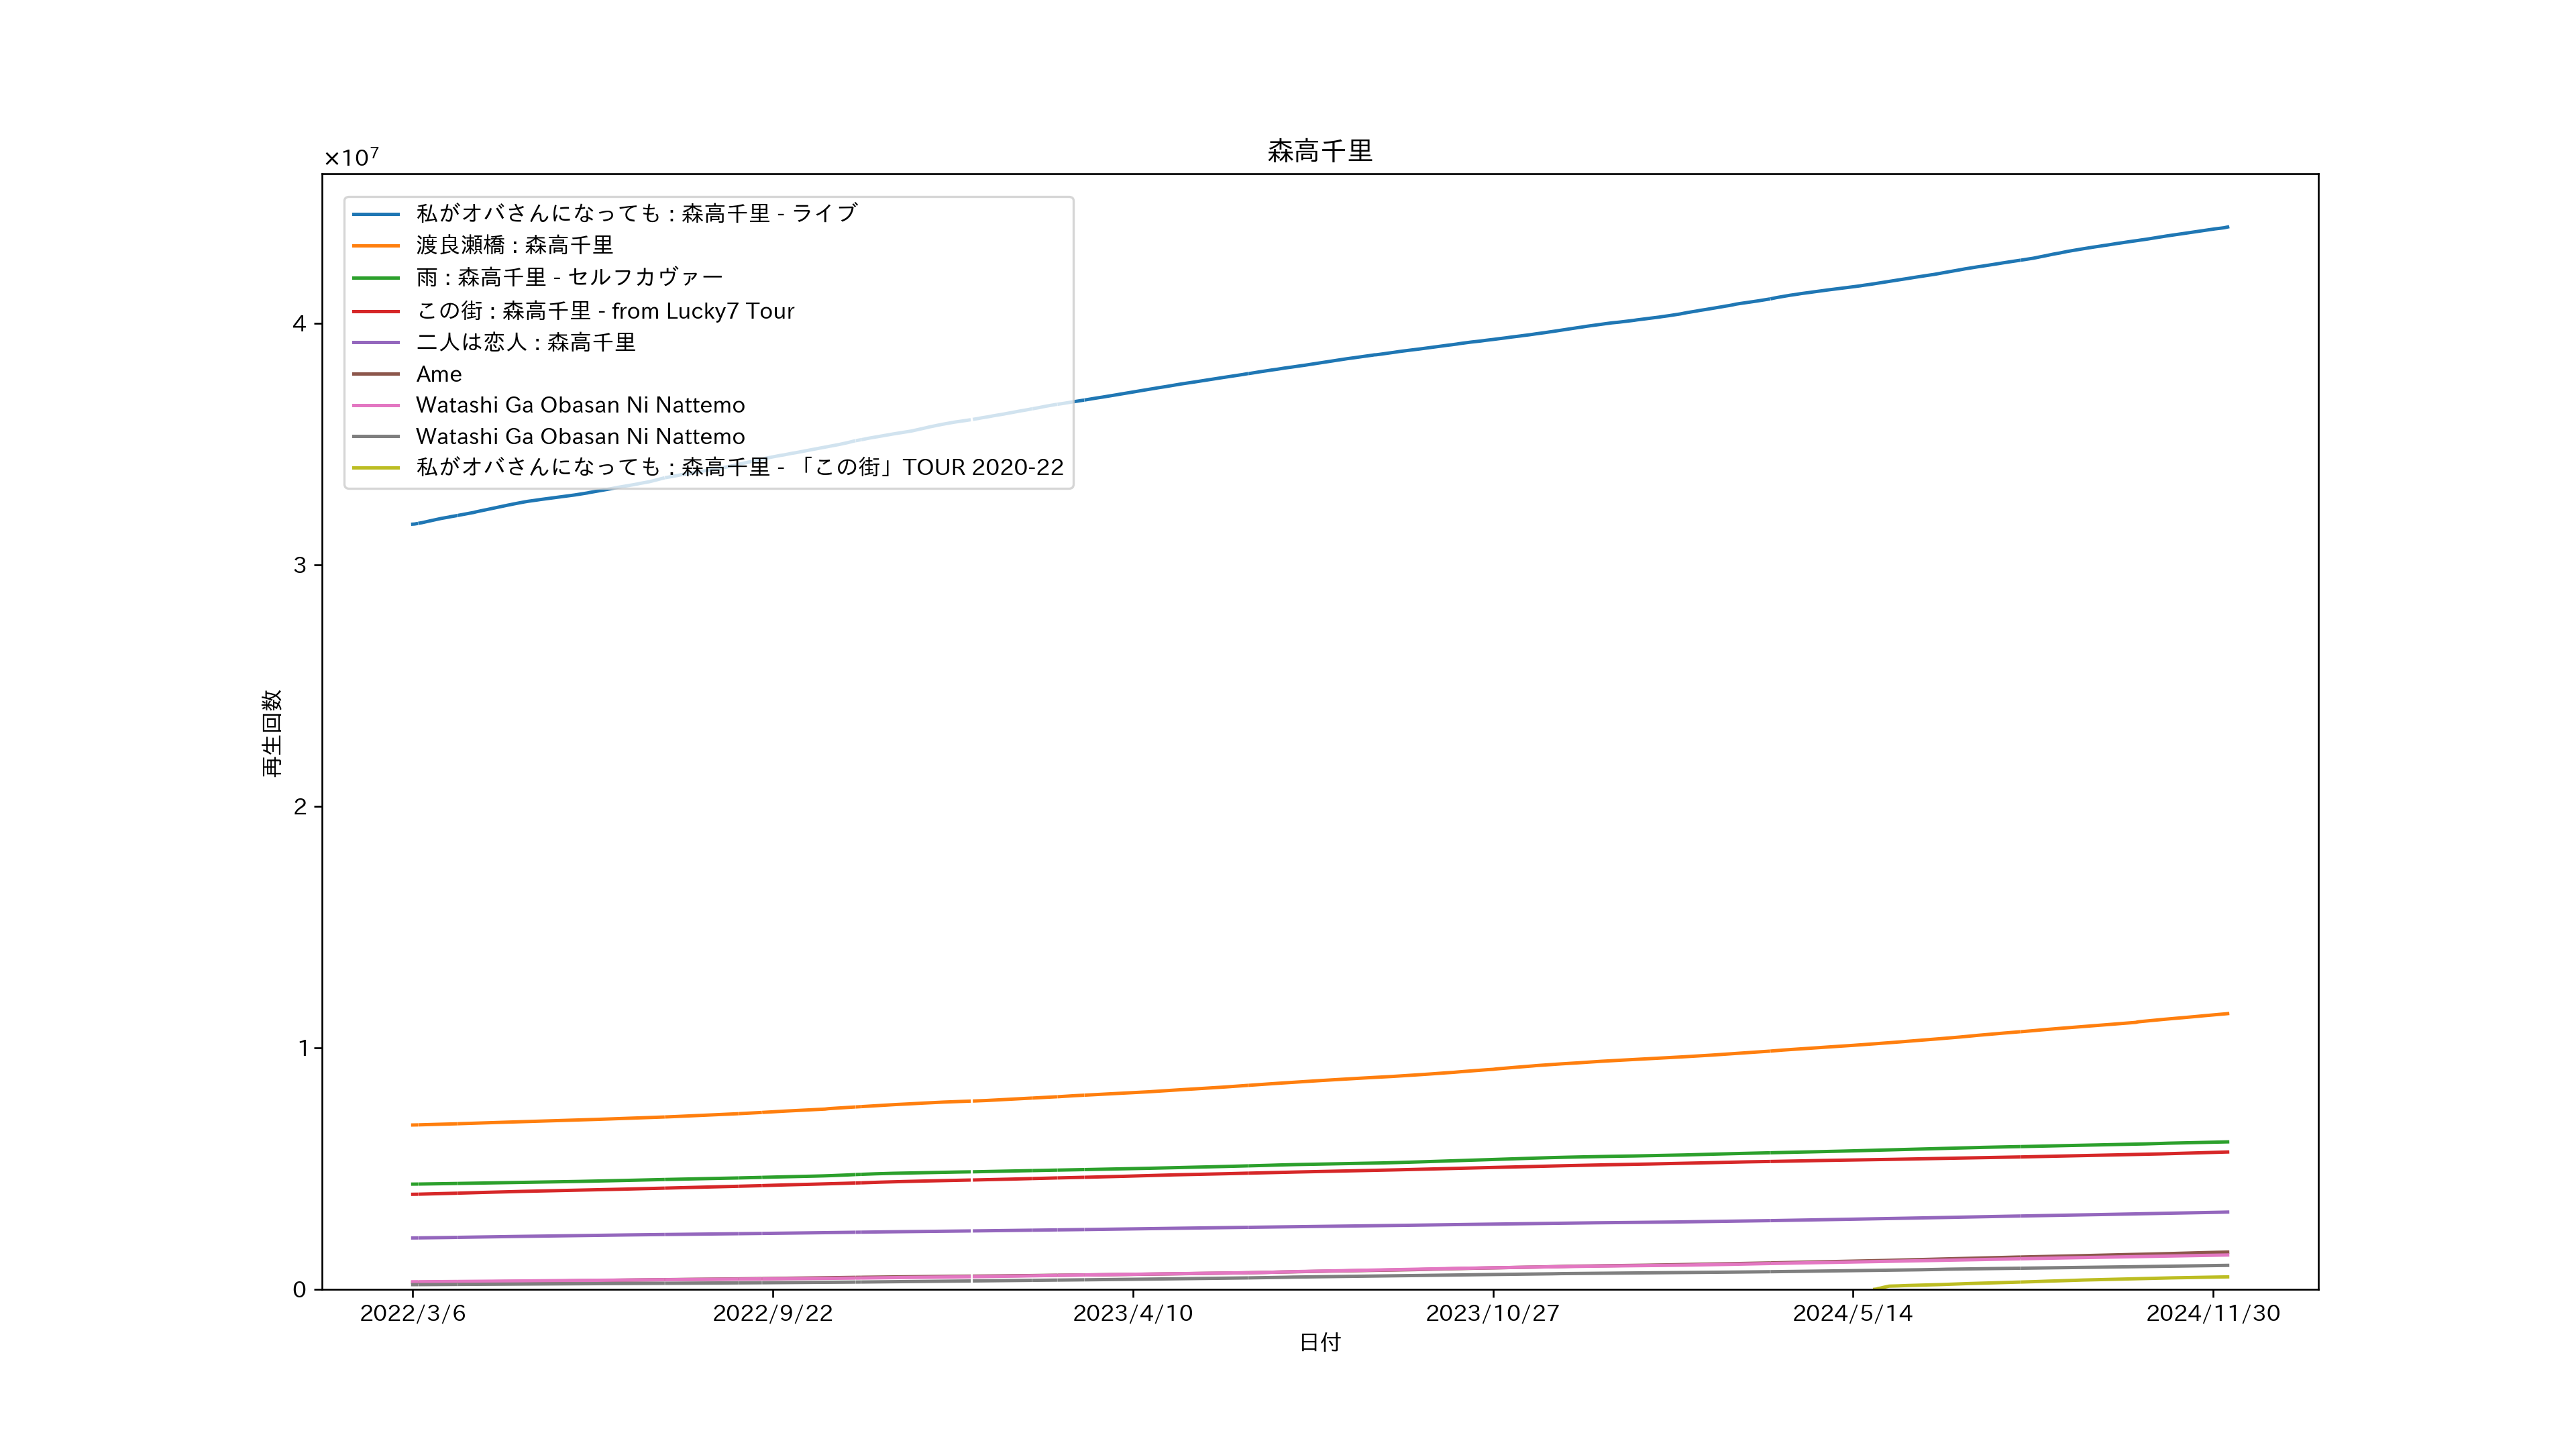 森高千里
×10⁷
私がオバさんになっても : 森高千里 - ライブ
渡良瀬橋 : 森高千里
雨 : 森高千里 - セルフカヴァー
この街 : 森高千里 - from Lucky7 Tour
二人は恋人 : 森高千里
Ame
Watashi Ga Obasan Ni Nattemo
Watashi Ga Obasan Ni Nattemo
私がオバさんになっても : 森高千里 - 「この街」TOUR 2020-22
4
3
2
1
0
再生回数
2022/3/6
2022/9/22
2023/4/10
2023/10/27
2024/5/14
2024/11/30
日付